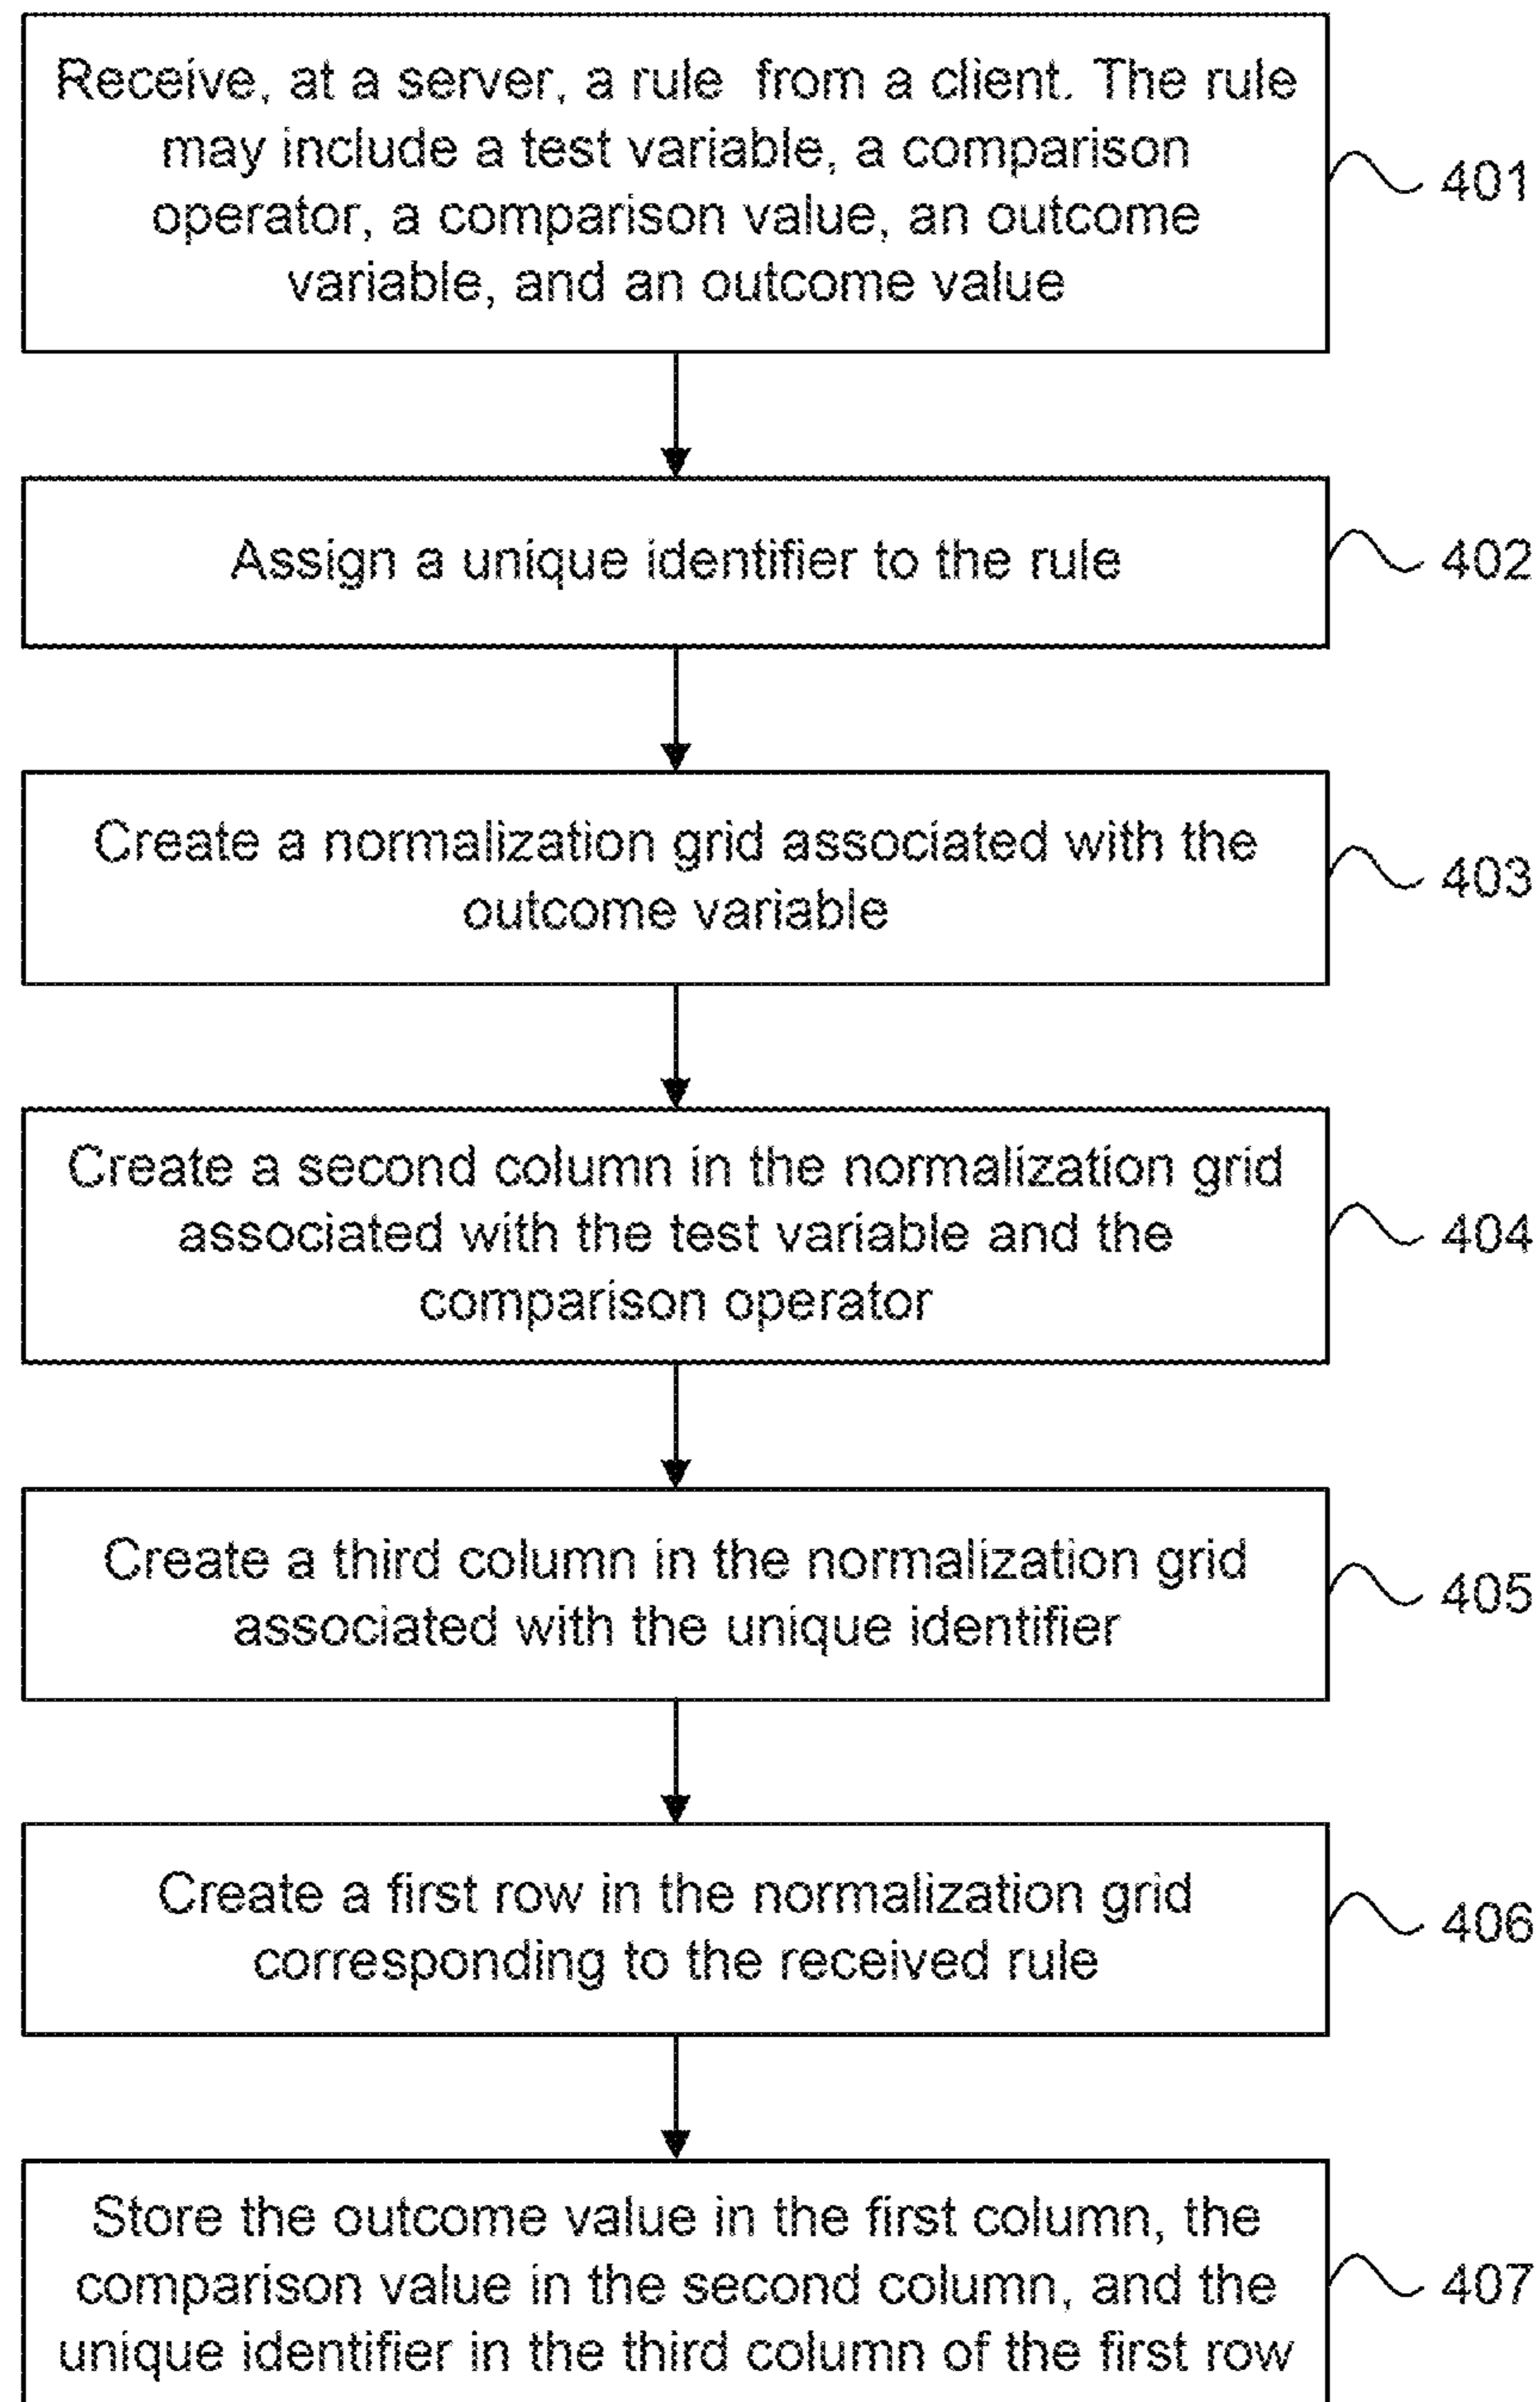 Receive, at a server, a rule from a client. The rule
may include a test variable, a comparison
operator, a comparison value, an outcome
variable, and an outcome value
401
Assign a unique identifier to the rule
402
Create a normalization grid associated with the
outcome variable
403
Create a second column in the normalization grid
associated with the test variable and the
comparison operator
404
Create a third column in the normalization grid
associated with the unique identifier
405
Create a first row in the normalization grid
corresponding to the received rule
406
Store the outcome value in the first column, the
comparison value in the second column, and the
unique identifier in the third column of the first row
407